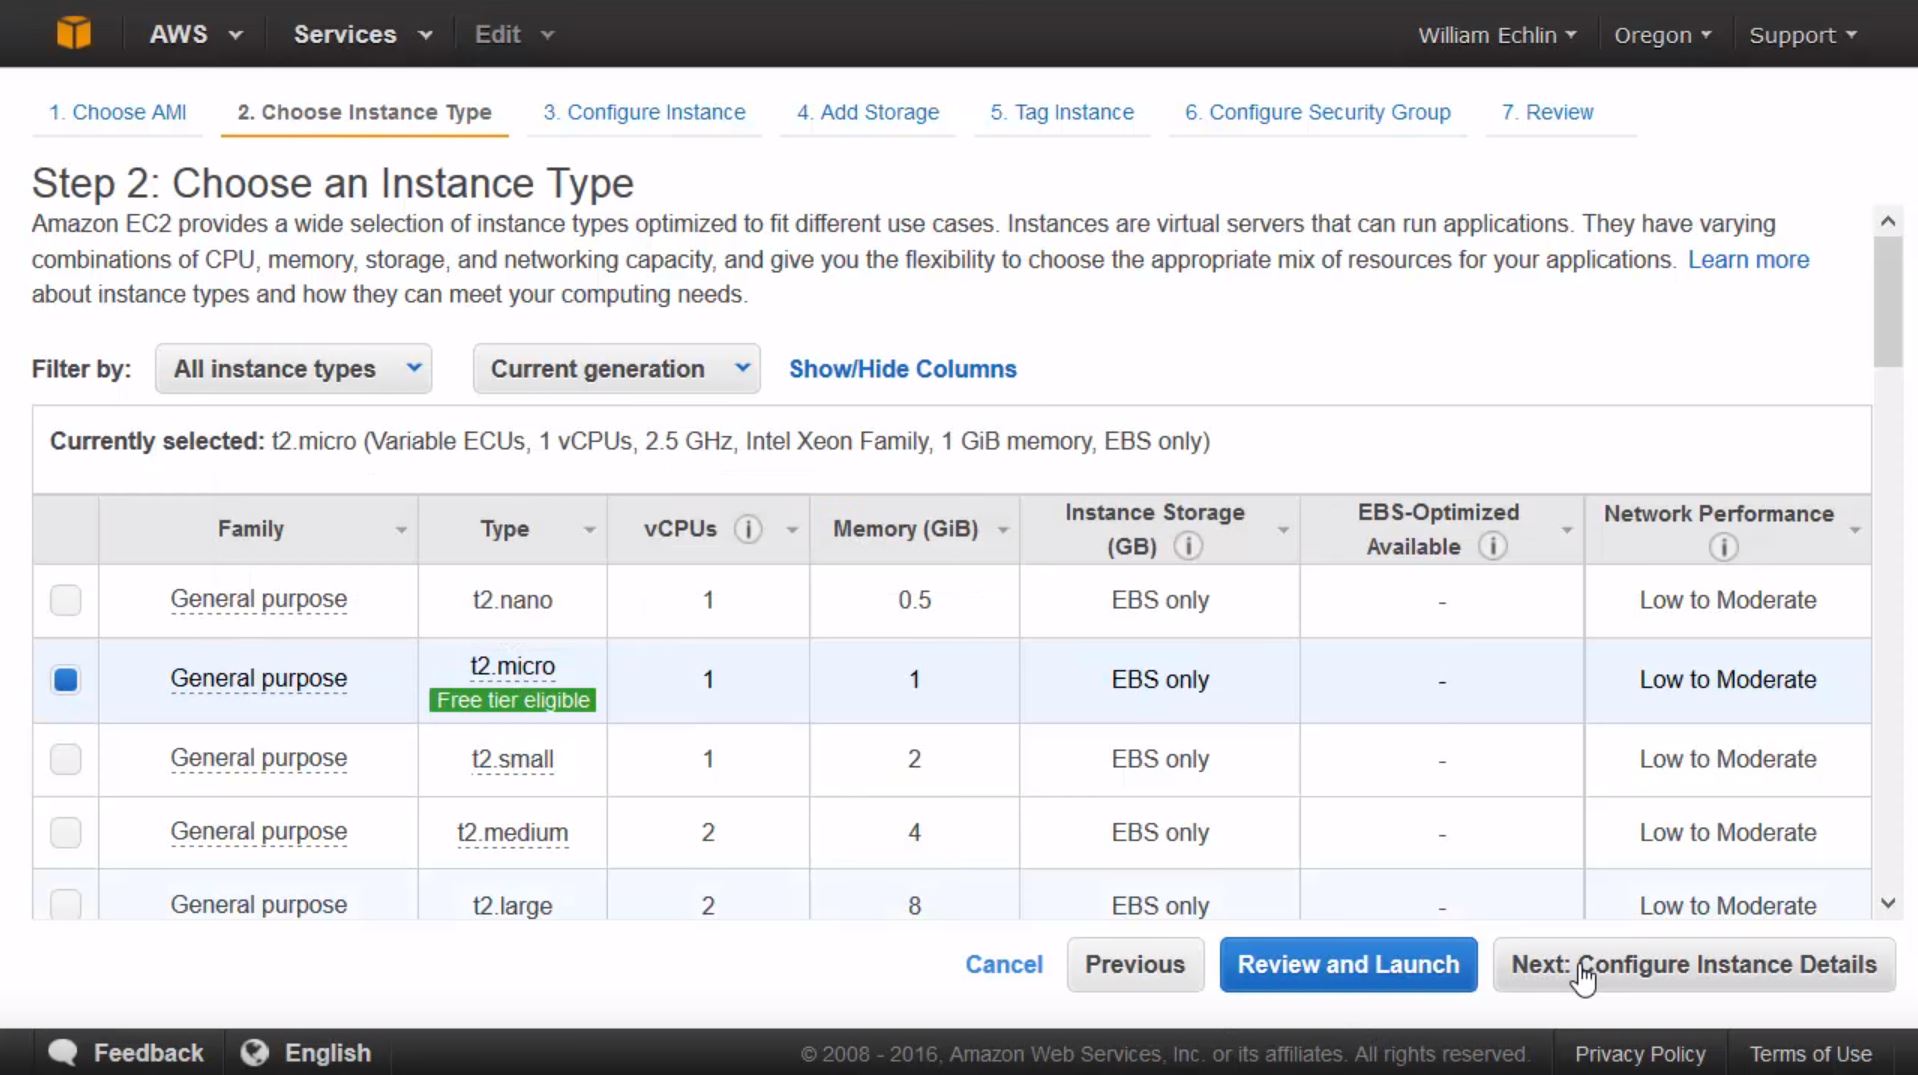 AWS Services Edit William Echlin Oregon Support
1. Choose AMI 2. Choose Instance Type 3. Configure Instance 4. Add Storage 5. Tag Instance 6. Configure Security Group 7. Review
Step 2: Choose an Instance Type
Amazon EC2 provides a wide selection of instance types optimized to fit different use cases. Instances are virtual servers that can run applications. They have varying
combinations of CPU, memory, storage, and networking capacity, and give you the flexibility to choose the appropriate mix of resources for your applications. Learn more
about instance types and how they can meet your computing needs.
Filter by: All instance types Current generation Show/Hide Columns
Currently selected: t2.micro (Variable ECUs, 1 vCPUs, 2.5 GHz, Intel Xeon Family, 1 GiB memory, EBS only)
Family Type vCPUs Memory (GiB) Instance Storage (GB) EBS-Optimized Available Network Performance
General purpose t2.nano 1 0.5 EBS only - Low to Moderate
General purpose t2.micro Free tier eligible 1 1 EBS only - Low to Moderate
General purpose t2.small 1 2 EBS only - Low to Moderate
General purpose t2.medium 2 4 EBS only - Low to Moderate
General purpose t2.large 2 8 EBS only - Low to Moderate
Cancel Previous Review and Launch Next: Configure Instance Details
Feedback English © 2008 - 2016, Amazon Web Services, Inc. or its affiliates. All rights reserved. Privacy Policy Terms of Use